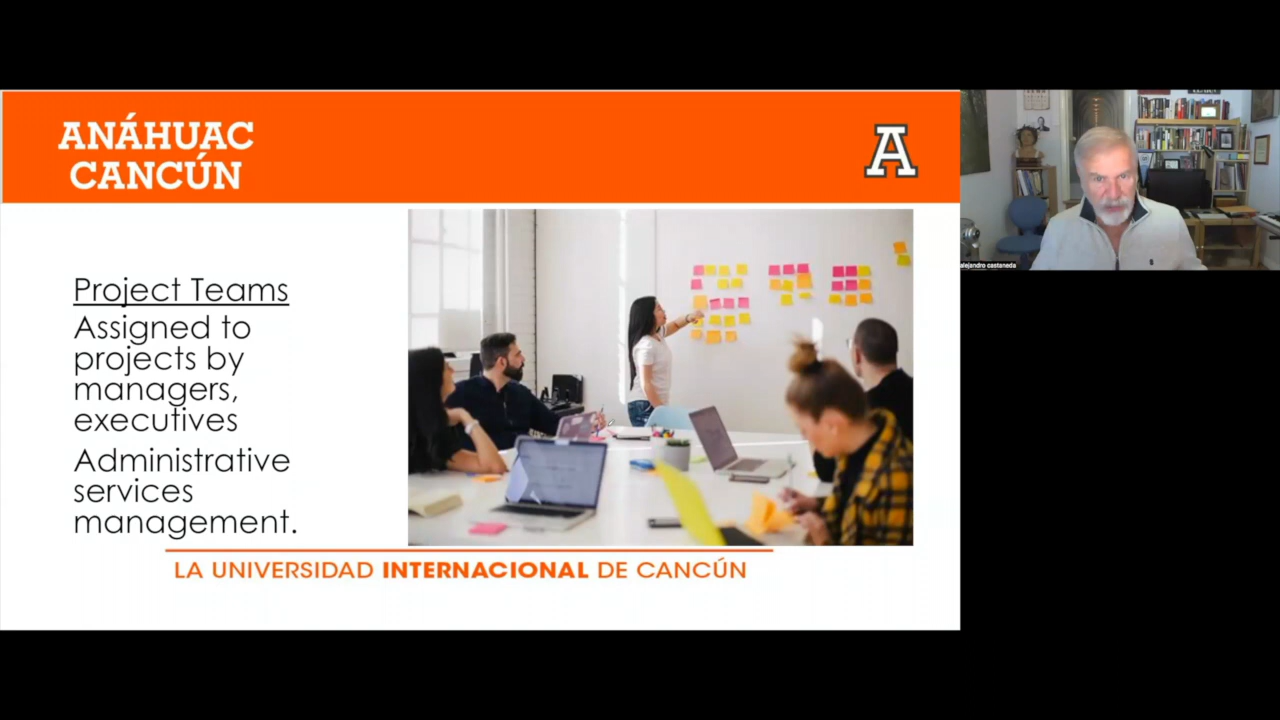 ANÁHUAC
CANCÚN
A
Project Teams
Assigned to
projects by
managers,
executives
Administrative
services
management.
LA UNIVERSIDAD INTERNACIONAL DE CANCÚN
alejandro castaneda